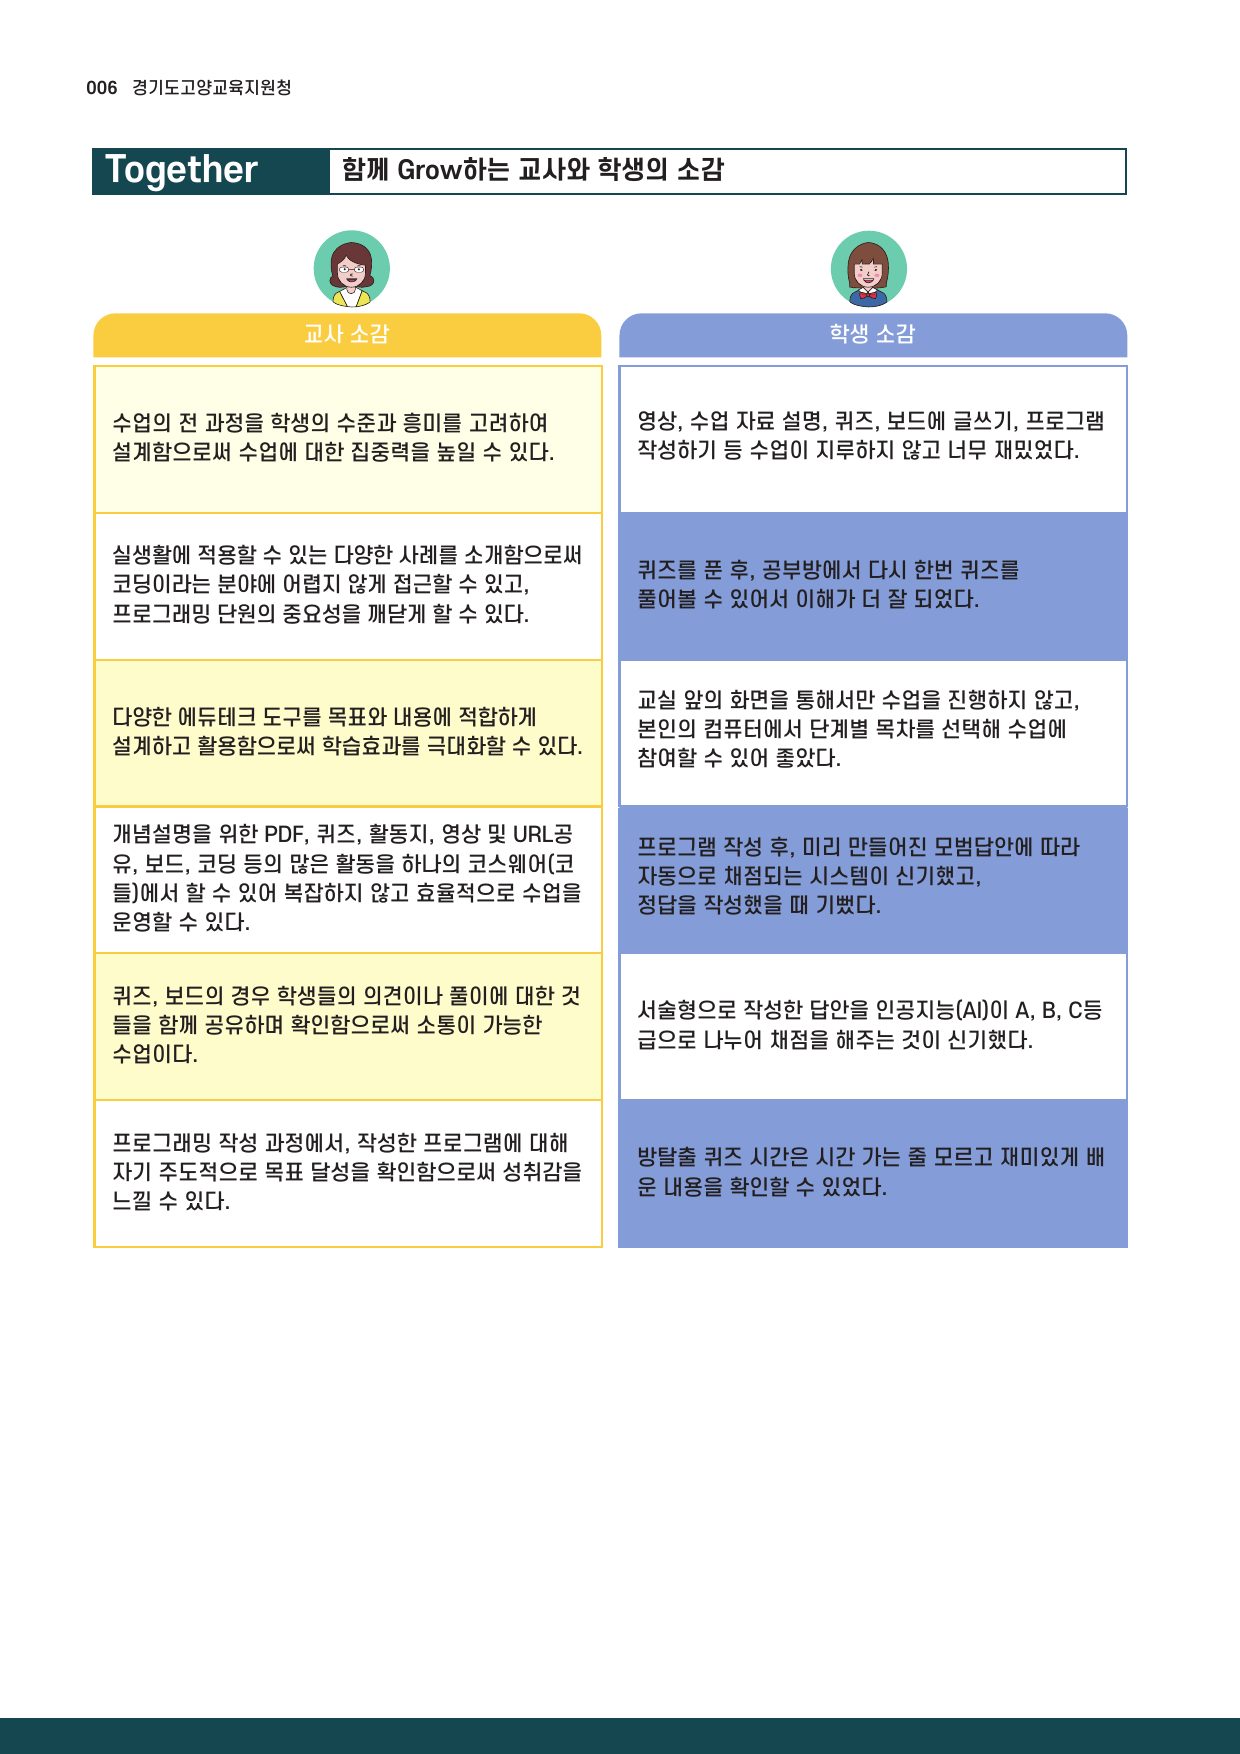 006 경기도고양교육지원청
Together 함께 Grow하는 교사와 학생의 소감
교사 소감
수업의 전 과정을 학생의 수준과 흥미를 고려하여
설계함으로써 수업에 대한 집중력을 높일 수 있다.
실생활에 적용할 수 있는 다양한 사례를 소개함으로써
코딩이라는 분야에 어렵지 않게 접근할 수 있고,
프로그래밍 단원의 중요성을 깨닫게 할 수 있다.
다양한 에듀테크 도구를 목표와 내용에 적합하게
설계하고 활용함으로써 학습효과를 극대화할 수 있다.
개념설명을 위한 PDF, 퀴즈, 활동지, 영상 및 URL공
유, 보드, 코딩 등의 많은 활동을 하나의 코스웨어(코
들)에서 할 수 있어 복잡하지 않고 효율적으로 수업을
운영할 수 있다.
퀴즈, 보드의 경우 학생들의 의견이나 풀이에 대한 것
들을 함께 공유하며 확인함으로써 소통이 가능한
수업이다.
프로그래밍 작성 과정에서, 작성한 프로그램에 대해
자기 주도적으로 목표 달성을 확인함으로써 성취감을
느낄 수 있다.
학생 소감
영상, 수업 자료 설명, 퀴즈, 보드에 글쓰기, 프로그램
작성하기 등 수업이 지루하지 않고 너무 재밌었다.
퀴즈를 푼 후, 공부방에서 다시 한번 퀴즈를
풀어볼 수 있어서 이해가 더 잘 되었다.
교실 앞의 화면을 통해서만 수업을 진행하지 않고,
본인의 컴퓨터에서 단계별 목차를 선택해 수업에
참여할 수 있어 좋았다.
프로그램 작성 후, 미리 만들어진 모범답안에 따라
자동으로 채점되는 시스템이 신기했고,
정답을 작성했을 때 기뻤다.
서술형으로 작성한 답안을 인공지능(AI)이 A, B, C등
급으로 나누어 채점을 해주는 것이 신기했다.
방탈출 퀴즈 시간은 시간 가는 줄 모르고 재미있게 배
운 내용을 확인할 수 있었다.